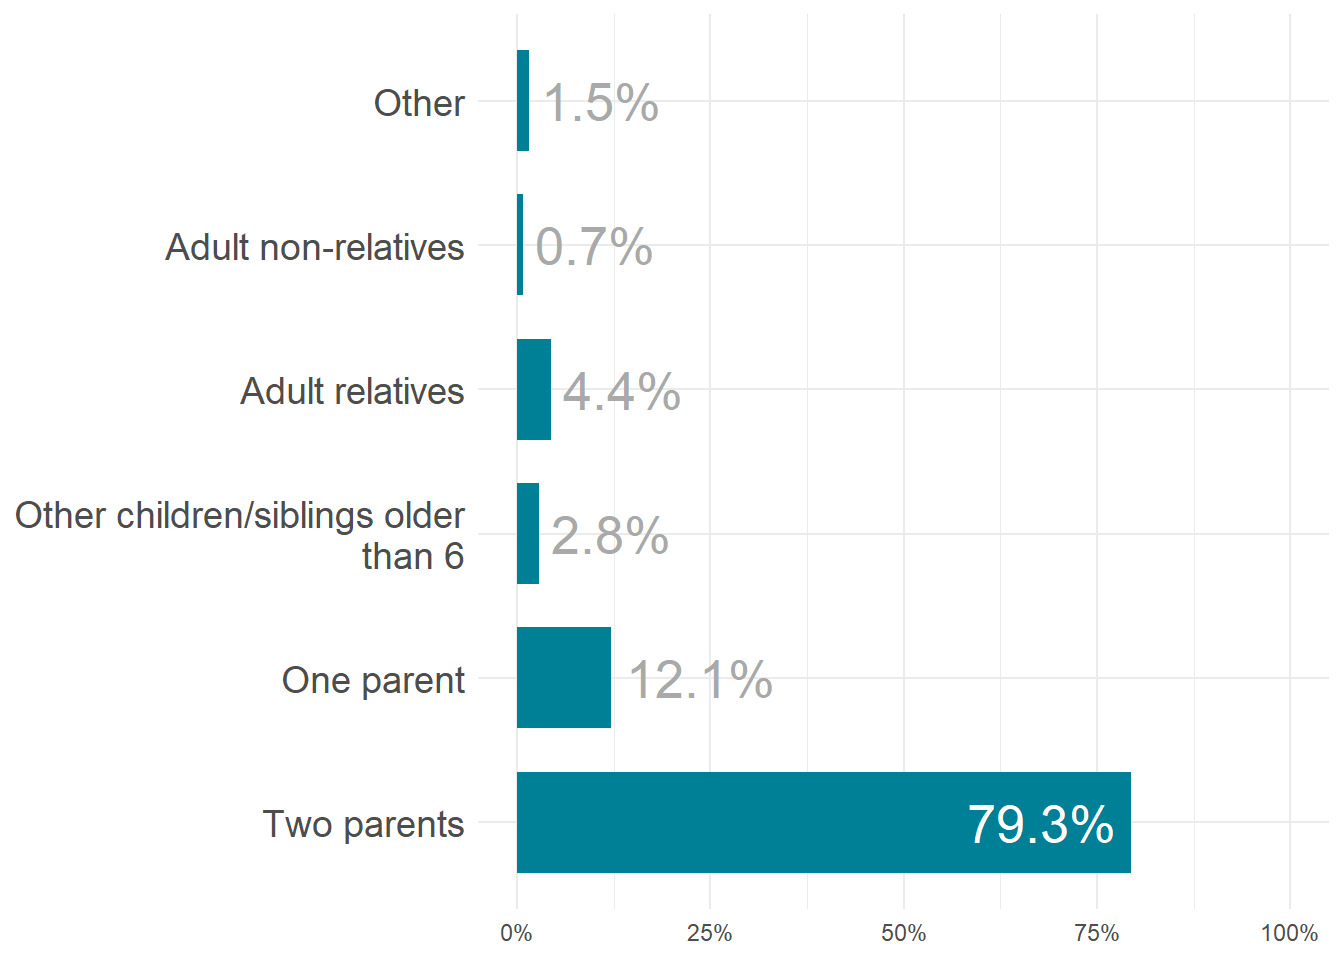 Other
1.5%
Adult non-relatives
0.7%
Adult relatives
4.4%
Other children/siblings older
than 6
2.8%
One parent
12.1%
Two parents
79.3%
0%
25%
50%
75%
100%